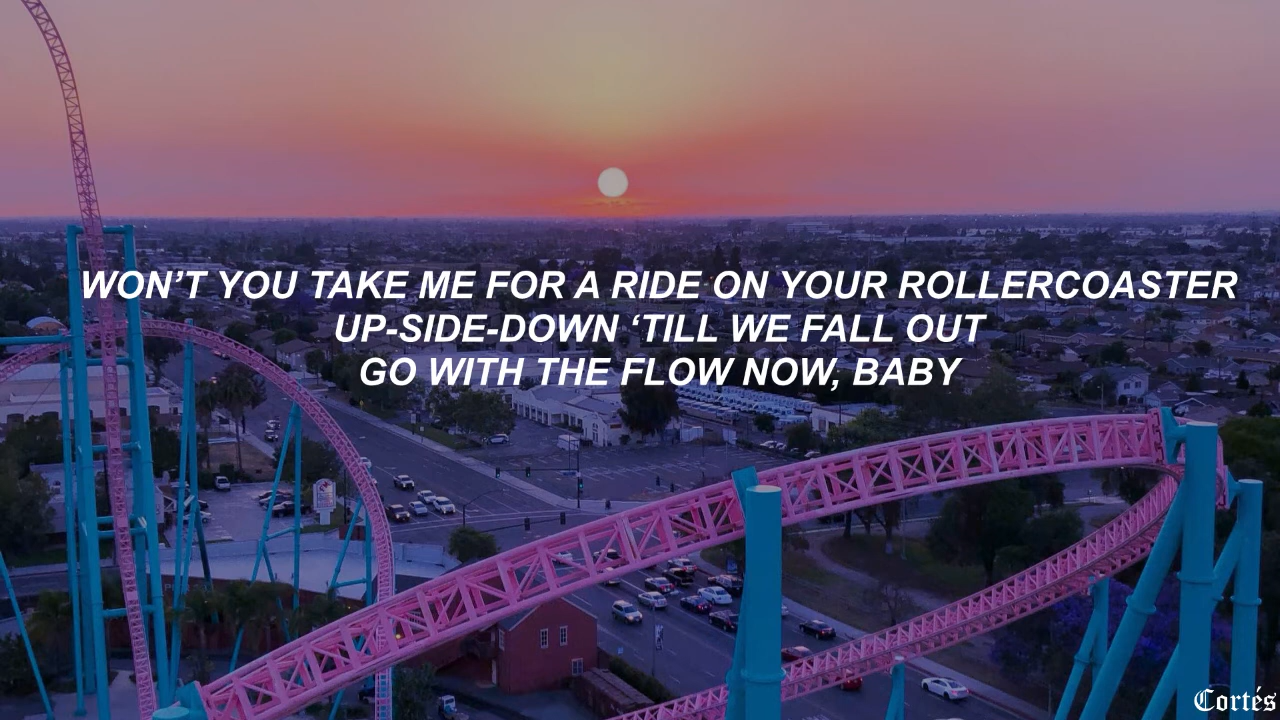 WON’T YOU TAKE ME FOR A RIDE ON YOUR ROLLERCOASTER
UP-SIDE-DOWN ‘TILL WE FALL OUT
GO WITH THE FLOW NOW, BABY
Cortés